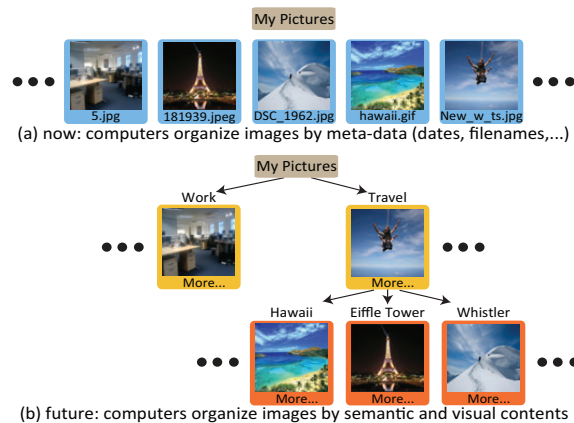 My Pictures
5.jpg 181939.jpeg DSC_1962.jpg hawaii.gif New_w_ts.jpg
(a) now: computers organize images by meta-data (dates, filenames,...)
My Pictures
Work Travel
More... More...
Hawaii Eiffle Tower Whistler
More... More... More...
(b) future: computers organize images by semantic and visual contents